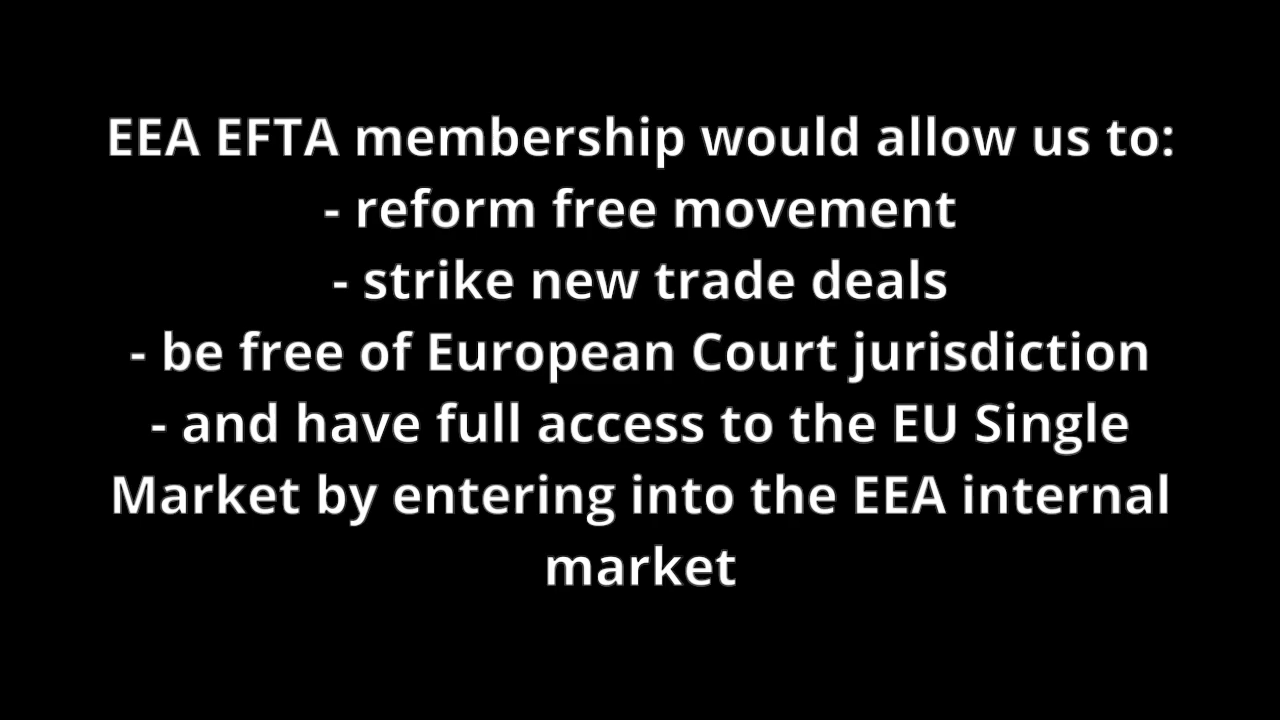 EEA EFTA membership would allow us to:
- reform free movement
- strike new trade deals
- be free of European Court jurisdiction
- and have full access to the EU Single
Market by entering into the EEA internal
market